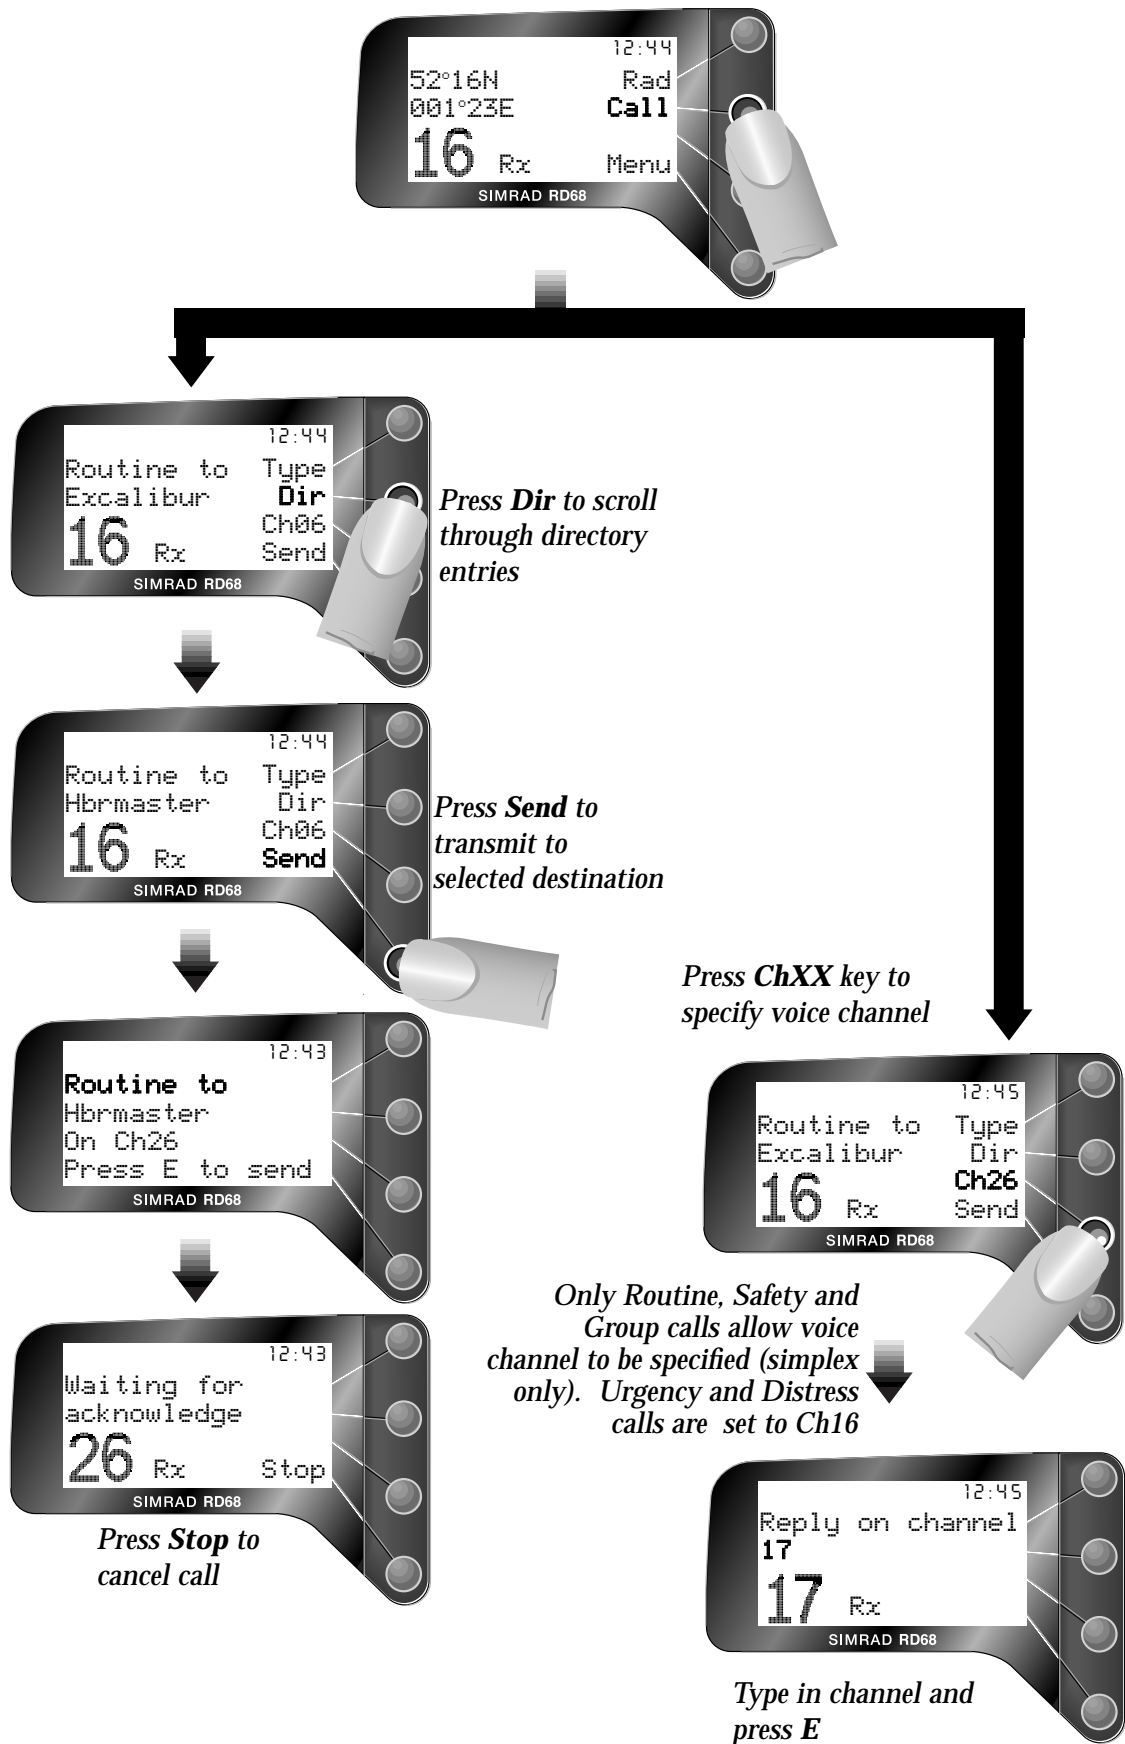 12:44
52°16N Rad
001°23E Call
16 Rx Menu
SIMRAD RD68
12:44
Routine to Type
Excalibur Dir
Ch06
16 Rx Send
SIMRAD RD68
Press Dir to scroll
through directory
entries
12:44
Routine to Type
Hbrmaster Dir
Ch06
16 Rx Send
SIMRAD RD68
Press Send to
transmit to
selected destination
12:43
Routine to
Hbrmaster
On Ch26
Press E to send
SIMRAD RD68
12:43
Waiting for
acknowledge
26 Rx Stop
SIMRAD RD68
Press Stop to
cancel call
Press ChXX key to
specify voice channel
12:45
Routine to Type
Excalibur Dir
Ch26
16 Rx Send
SIMRAD RD68
Only Routine, Safety and
Group calls allow voice
channel to be specified (simplex
only). Urgency and Distress
calls are set to Ch16
12:45
Reply on channel
17
17 Rx
SIMRAD RD68
Type in channel and
press E